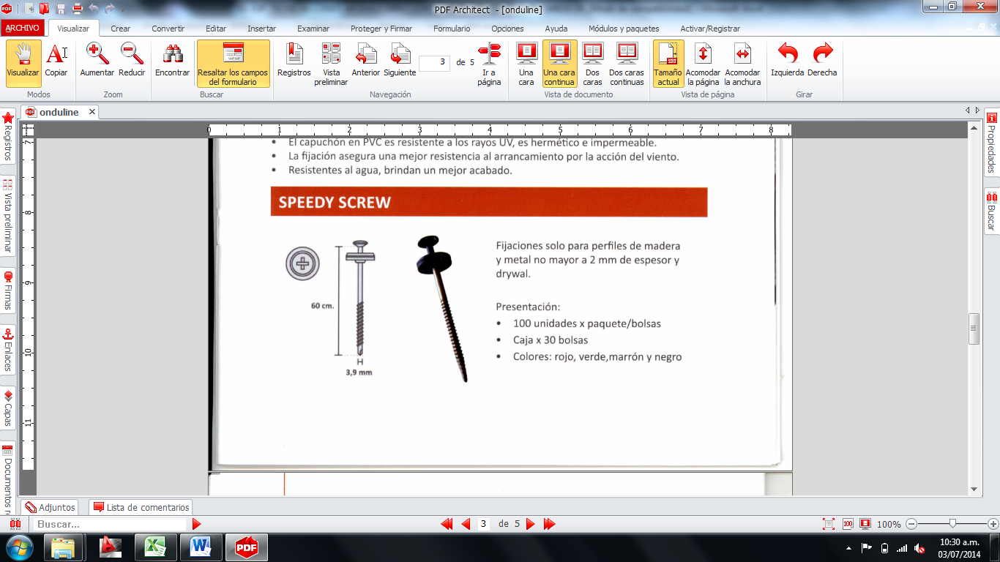 PDF Architect - [onduline]
ARCHIVO Visualizar Crear Convertir Editar Insertar Examinar Proteger y Firmar Formulario Opciones Ayuda Módulos y paquetes Activar/Registrar
Visualizar Copiar
Modos
Aumentar Reducir
Zoom
Encontrar Resaltar los campos
del formulario
Buscar
Registros Vista
preliminar
Anterior Siguiente 3 de 5 Ir a
página
Navegación
Una
cara
Una cara
continua
Dos
caras
Dos caras
continuas
Vista de documento
Tamaño
actual
Acomodar
la página
Acomodar
la anchura
Vista de página
Izquierda Derecha
Girar
onduline
Registros
Vista preliminar
Firmas
Enlaces
Capas
Documentos r
Propiedades
Buscar
0 1 2 3 4 5 6 7 8
7
8
9
10
11
• El capuchón en PVC es resistente a los rayos UV, es hermético e impermeable.
• La fijación asegura una mejor resistencia al arrancamiento por la acción del viento.
• Resistentes al agua, brindan un mejor acabado.
SPEEDY SCREW
60 cm.
H
3,9 mm
Fijaciones solo para perfiles de madera
y metal no mayor a 2 mm de espesor y
drywal.
Presentación:
• 100 unidades x paquete/bolsas
• Caja x 30 bolsas
• Colores: rojo, verde,marrón y negro
Adjuntos Lista de comentarios
Buscar... 3 de 5 100 100%
PDF
10:30 a.m.
03/07/2014